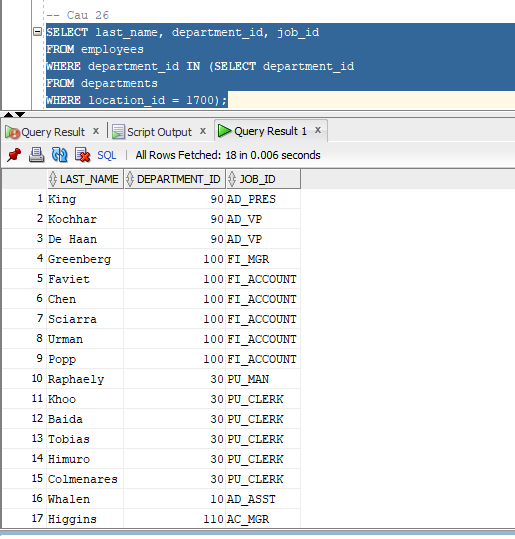 -- Cau 26
SELECT last_name, department_id, job_id
FROM employees
WHERE department_id IN (SELECT department_id
FROM departments
WHERE location_id = 1700);
Query Result x Script Output x Query Result 1 x
SQL | All Rows Fetched: 18 in 0.006 seconds
LAST_NAME DEPARTMENT_ID JOB_ID
1 King 90 AD_PRES
2 Kochhar 90 AD_VP
3 De Haan 90 AD_VP
4 Greenberg 100 FI_MGR
5 Faviet 100 FI_ACCOUNT
6 Chen 100 FI_ACCOUNT
7 Sciarra 100 FI_ACCOUNT
8 Urman 100 FI_ACCOUNT
9 Popp 100 FI_ACCOUNT
10 Raphaely 30 PU_MAN
11 Khoo 30 PU_CLERK
12 Baida 30 PU_CLERK
13 Tobias 30 PU_CLERK
14 Himuro 30 PU_CLERK
15 Colmenares 30 PU_CLERK
16 Whalen 10 AD_ASST
17 Higgins 110 AC_MGR